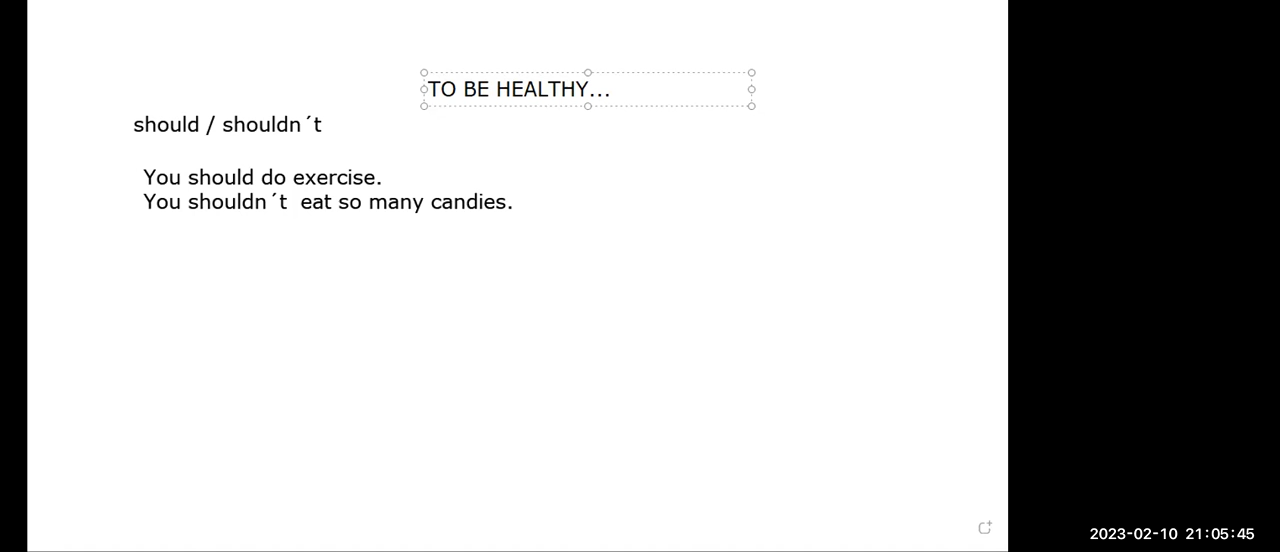 TO BE HEALTHY...
should / shouldn´t
You should do exercise.
You shouldn´t  eat so many candies.
2023-02-10 21:05:45